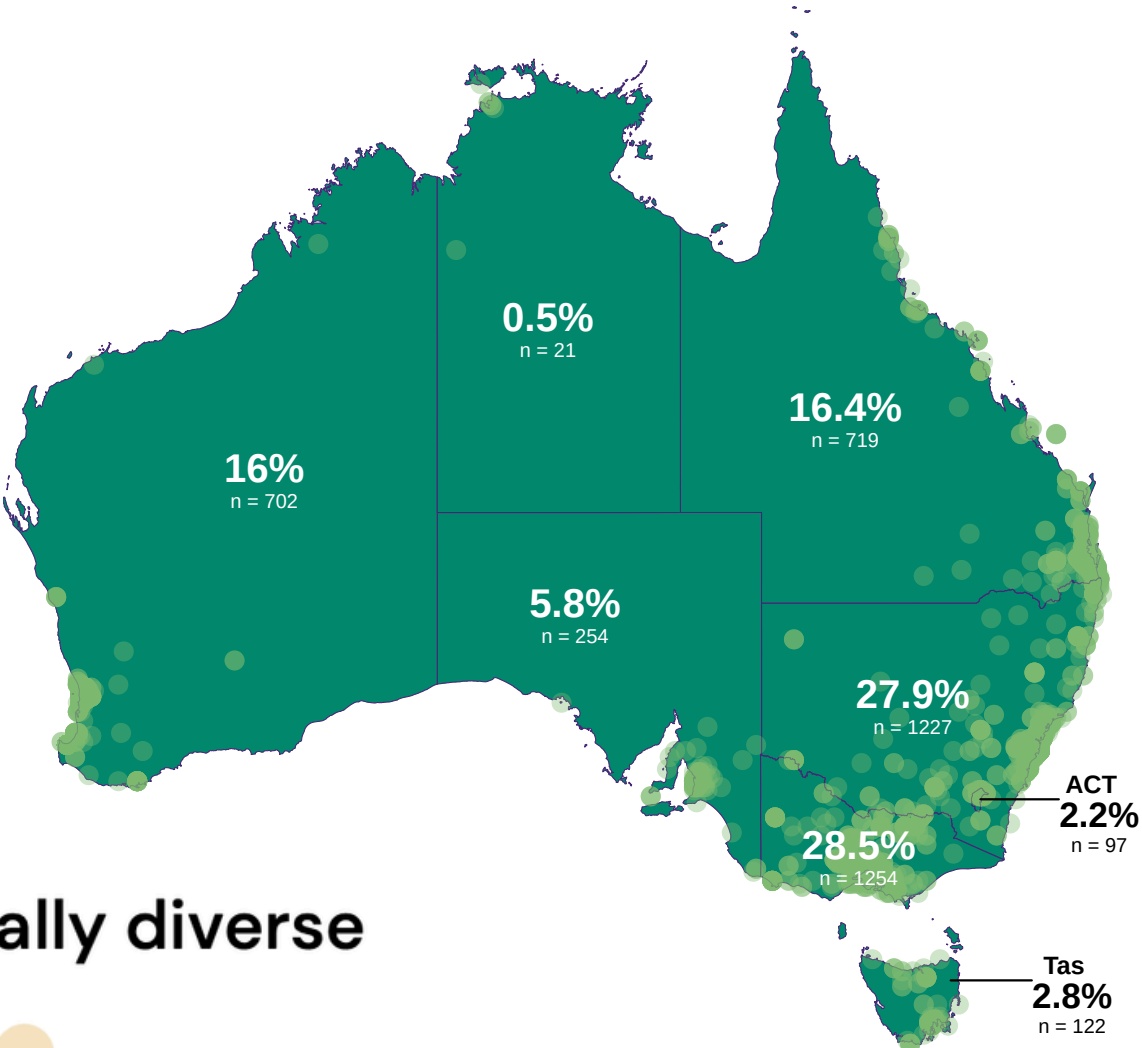 0.5%
n = 21
16.4%
n = 719
16%
n = 702
5.8%
n = 254
27.9%
n = 1227
ACT
2.2%
n = 97
28.5%
n = 1254
ally diverse
Tas
2.8%
n = 122